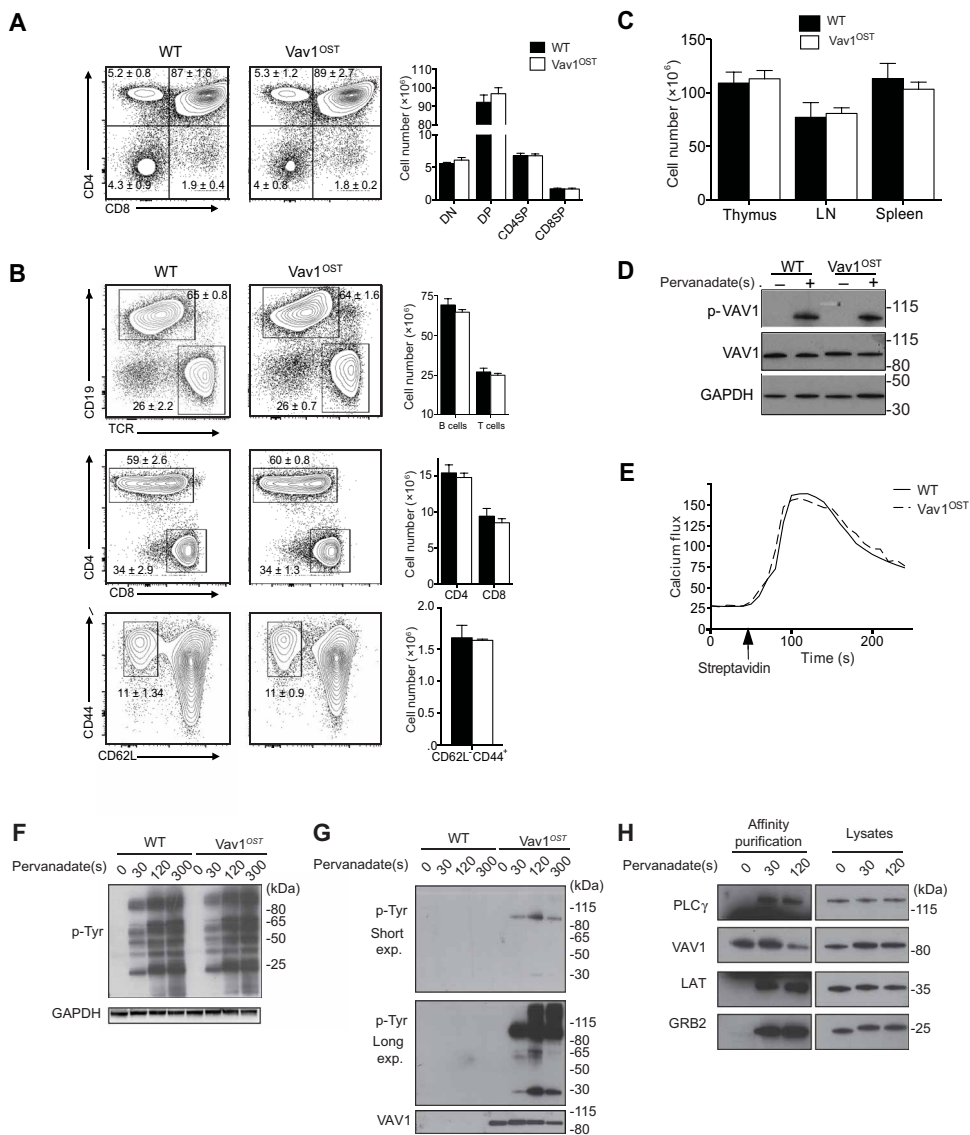 A
WT
Vav1OST
5.2 ± 0.8
87 ± 1.6
4.3 ± 0.9
1.9 ± 0.4
5.3 ± 1.2
89 ± 2.7
4 ± 0.8
1.8 ± 0.2
CD4
CD8
WT
Vav1OST
Cell number (×10⁶)
100
90
80
10
5
0
DN
DP
CD4SP
CD8SP
C
WT
Vav1OST
Cell number (×10⁶)
150
100
50
0
Thymus
LN
Spleen
B
WT
Vav1OST
65 ± 0.8
26 ± 2.2
64 ± 1.6
26 ± 0.7
CD19
TCR
Cell number (×10⁶)
75
25
10
B cells
T cells
59 ± 2.6
34 ± 2.9
60 ± 0.8
34 ± 1.3
CD4
CD8
Cell number (×10⁶)
15
10
5
0
CD4
CD8
11 ± 1.34
11 ± 0.9
CD44
CD62L
Cell number (×10⁶)
2.0
1.5
1.0
1.5
.0
CD62L⁻CD44⁺
D
WT
Vav1OST
Pervanadate(s) .
– + – +
p-VAV1
-115
VAV1
-115
-80
GAPDH
-50
-30
E
WT
Vav1OST
Calcium flux
150
125
100
75
50
25
0
0
100
200
Time (s)
Streptavidin
F
WT
Vav1OST
Pervanadate(s)
0 30 120 300 0 30 120 300
(kDa)
p-Tyr
-80
-65
-50
-25
GAPDH
G
WT
Vav1OST
Pervanadate(s)
0 30 120 300 0 30 120 300
(kDa)
p-Tyr
Short
exp.
-115
-80
-65
-50
-30
p-Tyr
Long
exp.
-115
-80
-65
-50
-30
VAV1
-115
-80
H
Affinity
purification
Lysates
Pervanadate(s)
0 30 120 0 30 120
(kDa)
PLCγ
-115
VAV1
-80
LAT
-35
GRB2
-25